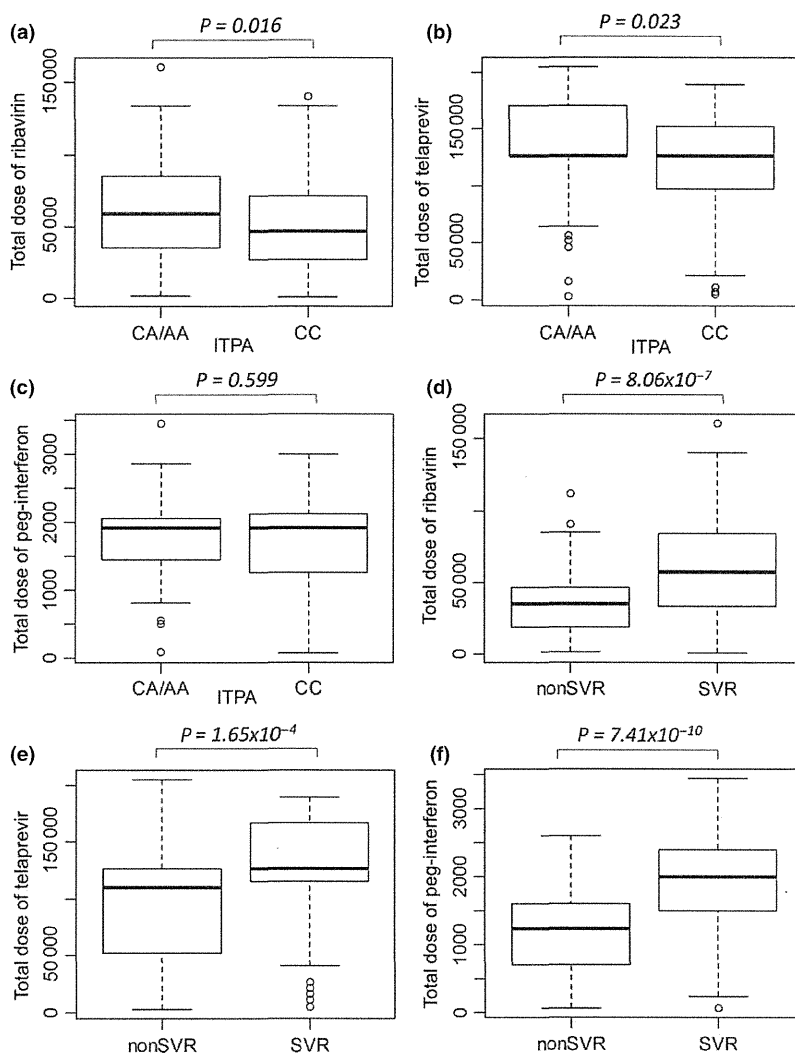 (a)
P = 0.016
Total dose of ribavirin
150 000
50 000
0
CA/AA
CC
ITPA
(b)
P = 0.023
Total dose of telaprevir
150 000
50 000
0
CA/AA
CC
ITPA
(c)
P = 0.599
Total dose of peg-interferon
3000
2000
1000
0
CA/AA
CC
ITPA
(d)
P = 8.06x10⁻⁷
Total dose of ribavirin
150 000
50 000
0
nonSVR
SVR
(e)
P = 1.65x10⁻⁴
Total dose of telaprevir
150 000
50 000
0
nonSVR
SVR
(f)
P = 7.41x10⁻¹⁰
Total dose of peg-interferon
3000
2000
1000
0
nonSVR
SVR